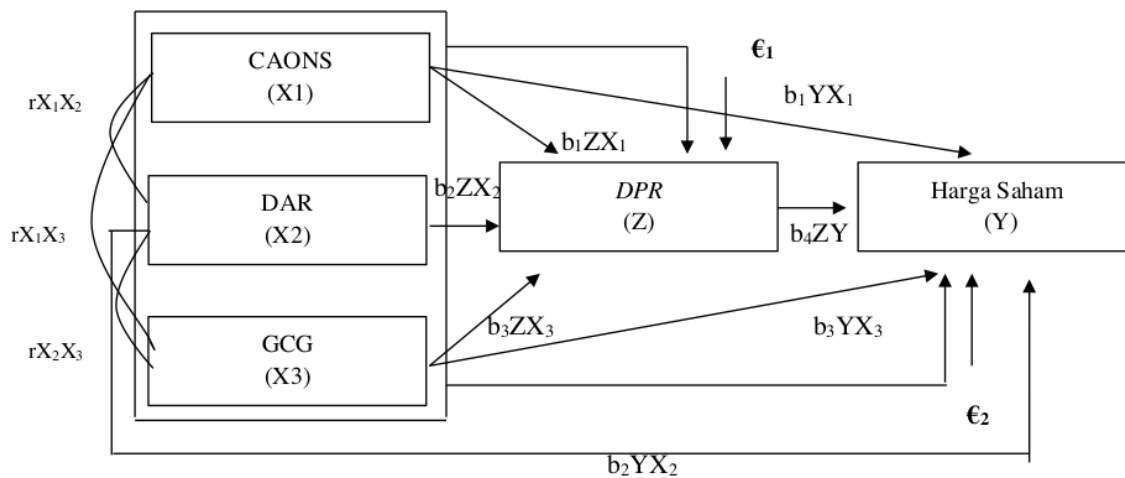 CAONS
(X1)
€₁
rX₁X₂
b₁YX₁
b₁ZX₁
b₂ZX₂
DAR
(X2)
DPR
(Z)
Harga Saham
(Y)
b₄ZY
rX₁X₃
b₃ZX₃
b₃YX₃
rX₂X₃
GCG
(X3)
€₂
b₂YX₂